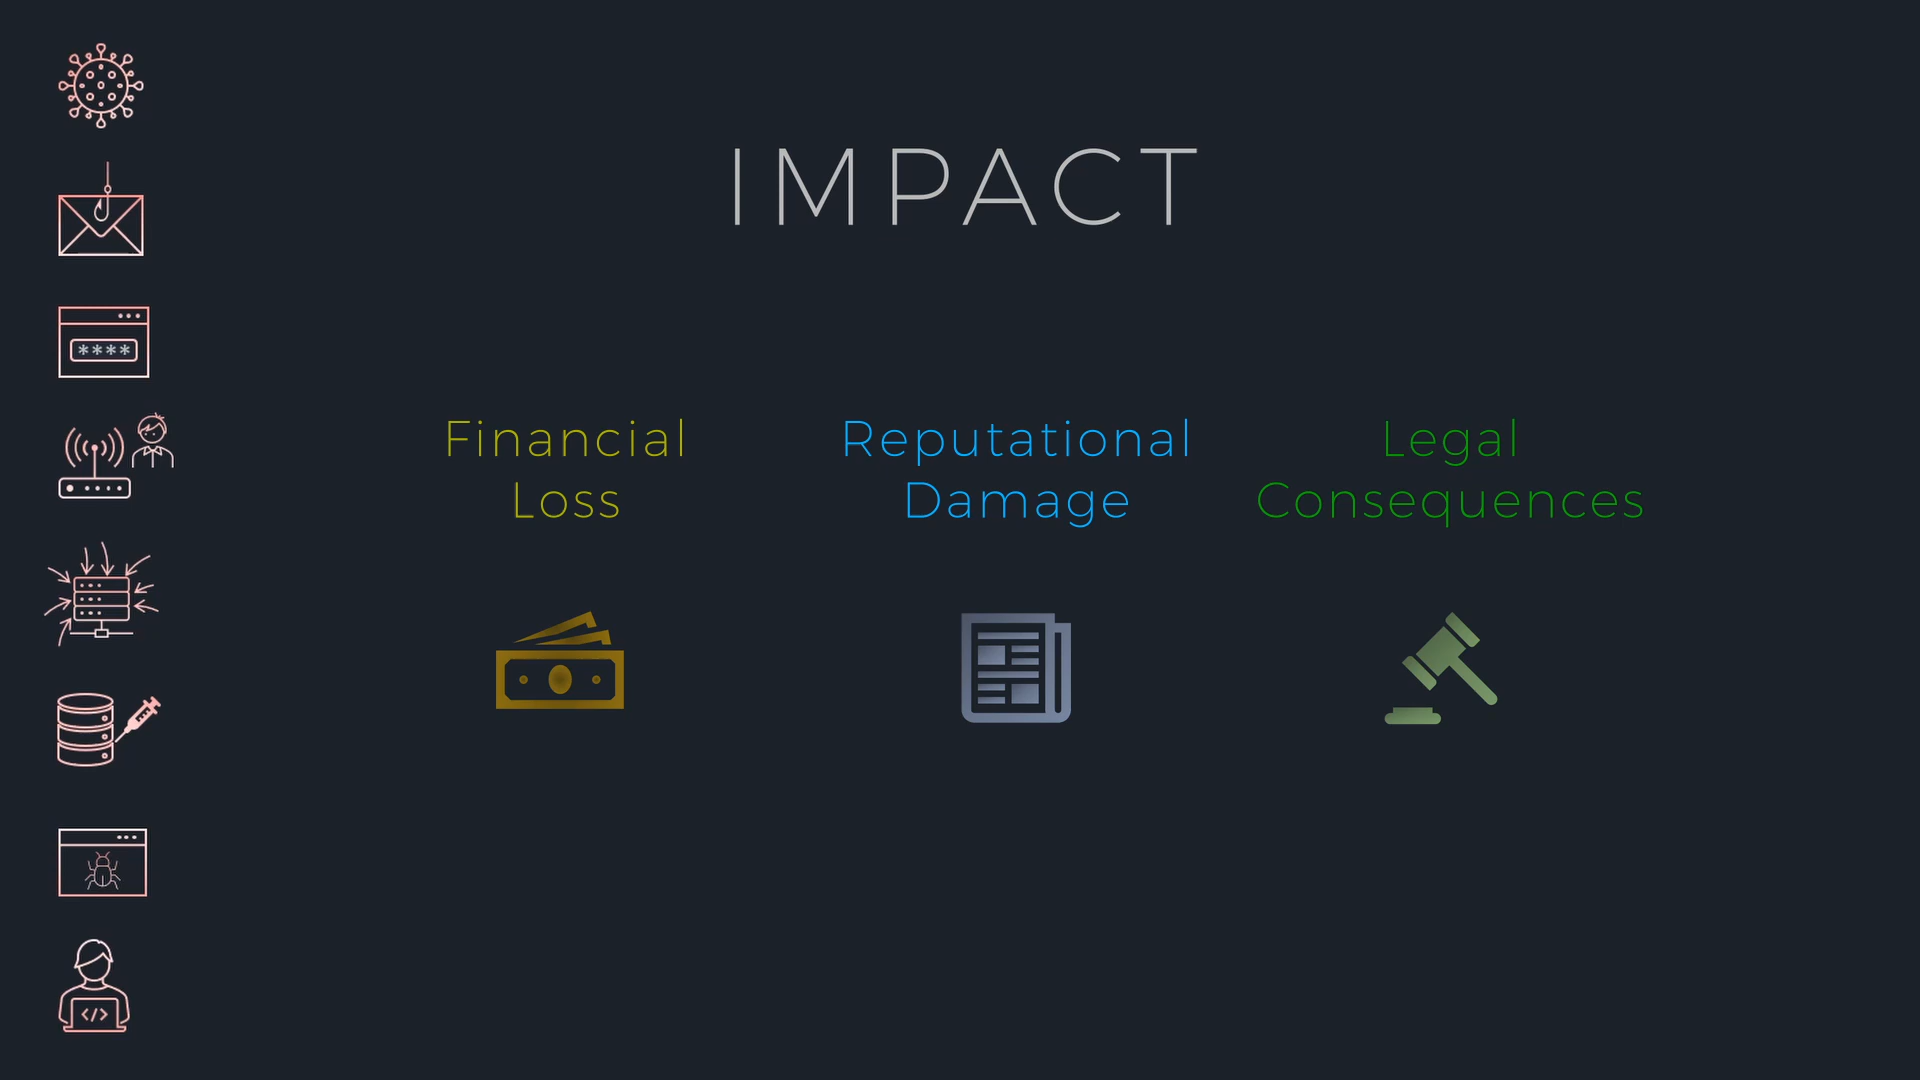 IMPACT
Financial
Loss
Reputational
Damage
Legal
Consequences
****
</>